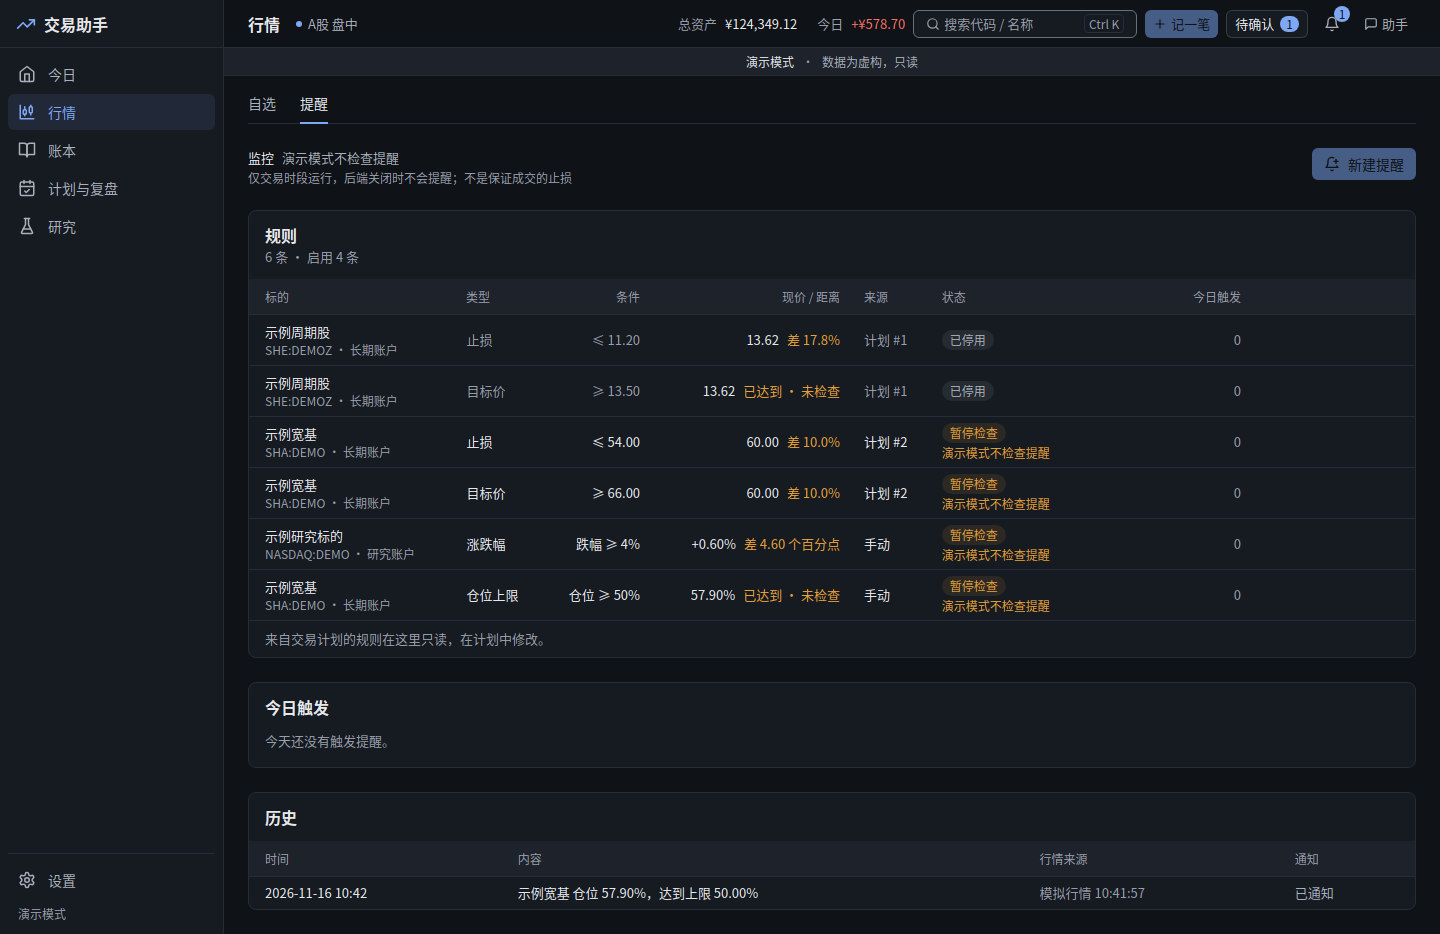 交易助手
今日
行情
账本
计划与复盘
研究
设置
演示模式
行情 A股 盘中 总资产 ¥124,349.12 今日 +¥578.70 搜索代码 / 名称 Ctrl K 记一笔 待确认 1 1 助手
演示模式 · 数据为虚构，只读
自选 提醒
监控 演示模式不检查提醒
仅交易时段运行，后端关闭时不会提醒；不是保证成交的止损
新建提醒
规则
6 条 · 启用 4 条
标的 类型 条件 现价 / 距离 来源 状态 今日触发
示例周期股
SHE:DEMOZ · 长期账户
止损 ≤ 11.20 13.62 差 17.8% 计划 #1 已停用 0
示例周期股
SHE:DEMOZ · 长期账户
目标价 ≥ 13.50 13.62 已达到 · 未检查 计划 #1 已停用 0
示例宽基
SHA:DEMO · 长期账户
止损 ≤ 54.00 60.00 差 10.0% 计划 #2 暂停检查 0
演示模式不检查提醒
示例宽基
SHA:DEMO · 长期账户
目标价 ≥ 66.00 60.00 差 10.0% 计划 #2 暂停检查 0
演示模式不检查提醒
示例研究标的
NASDAQ:DEMO · 研究账户
涨跌幅 跌幅 ≥ 4% +0.60% 差 4.60 个百分点 手动 暂停检查 0
演示模式不检查提醒
示例宽基
SHA:DEMO · 长期账户
仓位上限 仓位 ≥ 50% 57.90% 已达到 · 未检查 手动 暂停检查 0
演示模式不检查提醒
来自交易计划的规则在这里只读，在计划中修改。
今日触发
今天还没有触发提醒。
历史
时间 内容 行情来源 通知
2026-11-16 10:42 示例宽基 仓位 57.90%，达到上限 50.00% 模拟行情 10:41:57 已通知